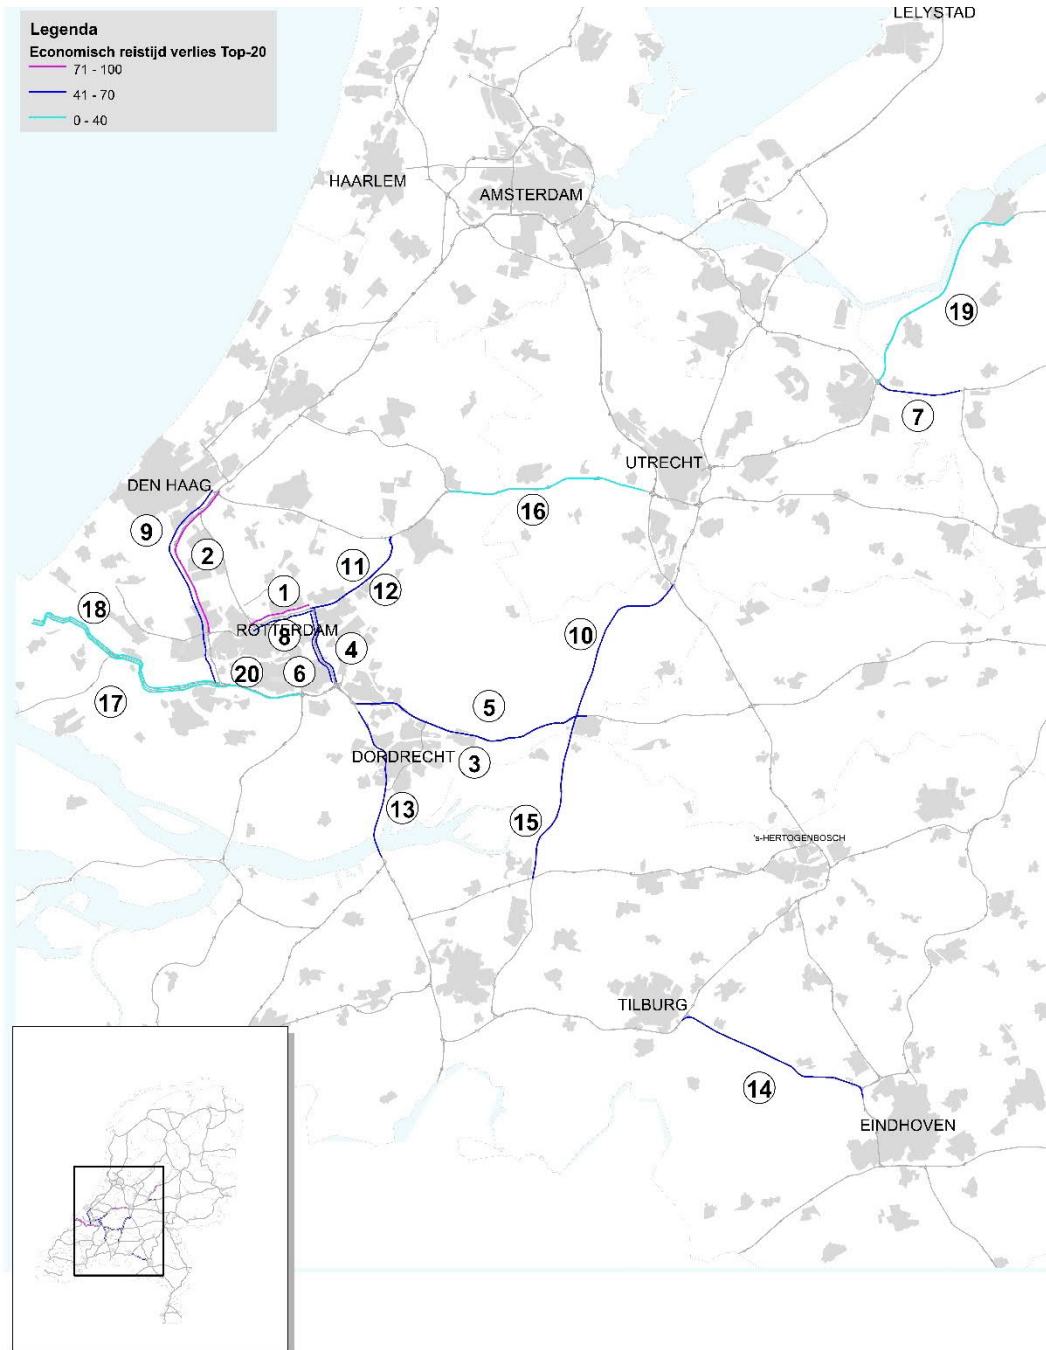 LELYSTAD
Legenda
Economisch reistijd verlies Top-20
71 - 100
41 - 70
0 - 40
HAARLEM
AMSTERDAM
19
7
UTRECHT
DEN HAAG
16
9
2
11
1
12
18
ROTTERDAM
8
10
4
20
6
17
5
DORDRECHT
3
13
15
's-HERTOGENBOSCH
TILBURG
14
EINDHOVEN